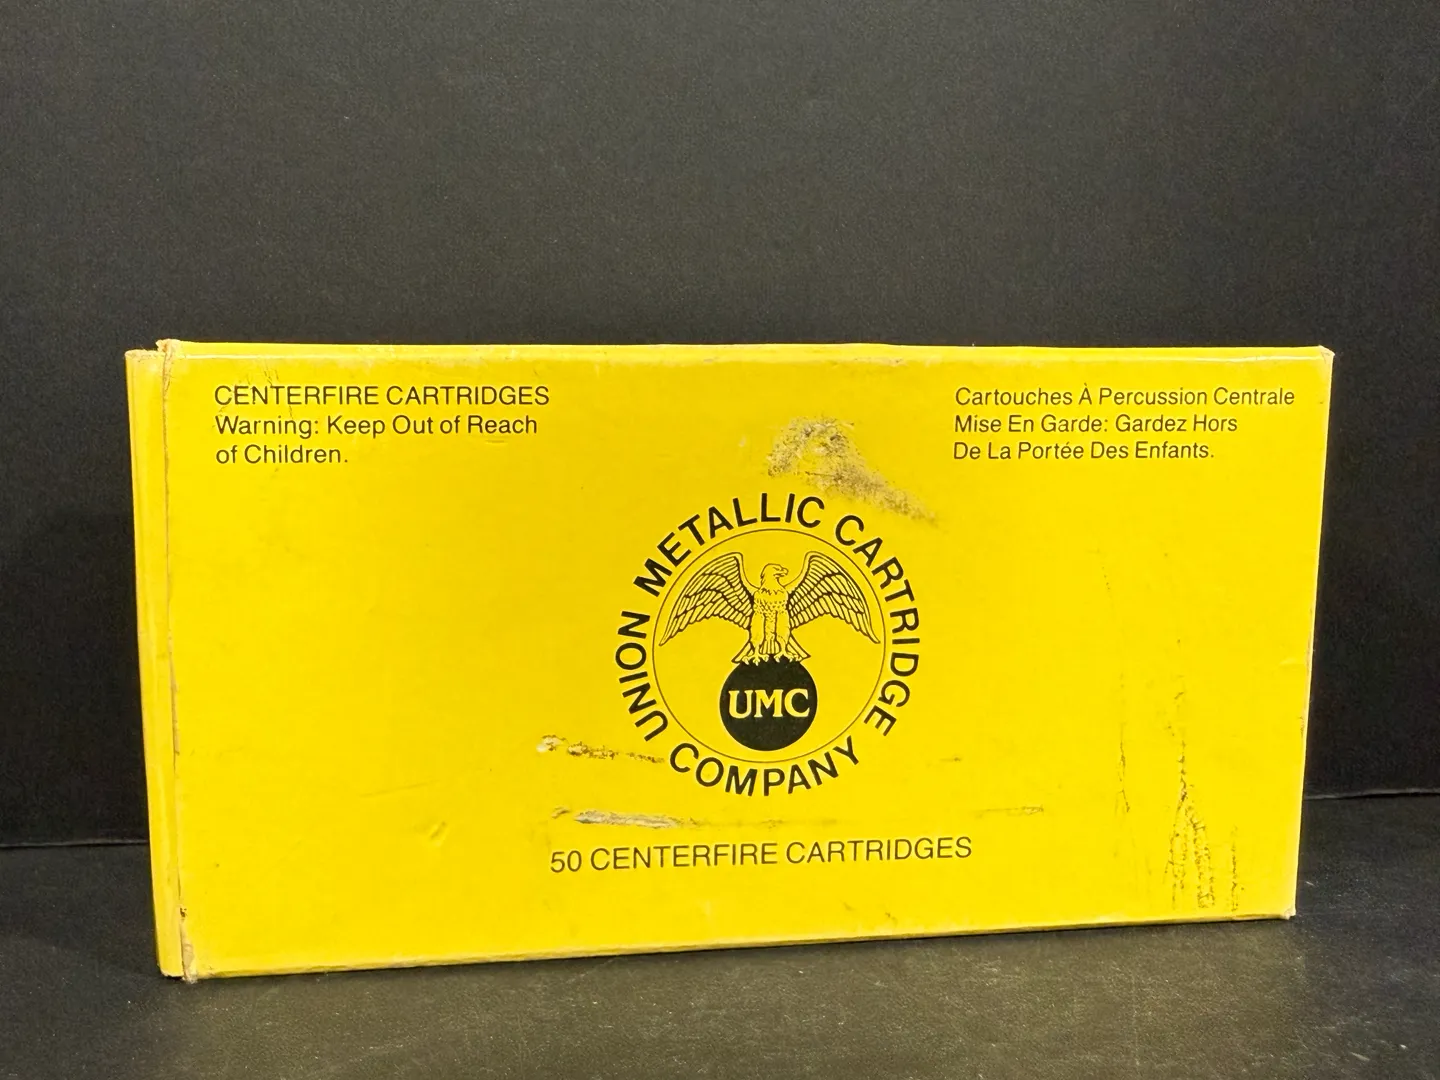 CENTERFIRE CARTRIDGES
Warning: Keep Out of Reach
of Children.
Cartouches À Percussion Centrale
Mise En Garde: Gardez Hors
De La Portée Des Enfants.
UNION METALLIC CARTRIDGE
COMPANY
UMC
50 CENTERFIRE CARTRIDGES